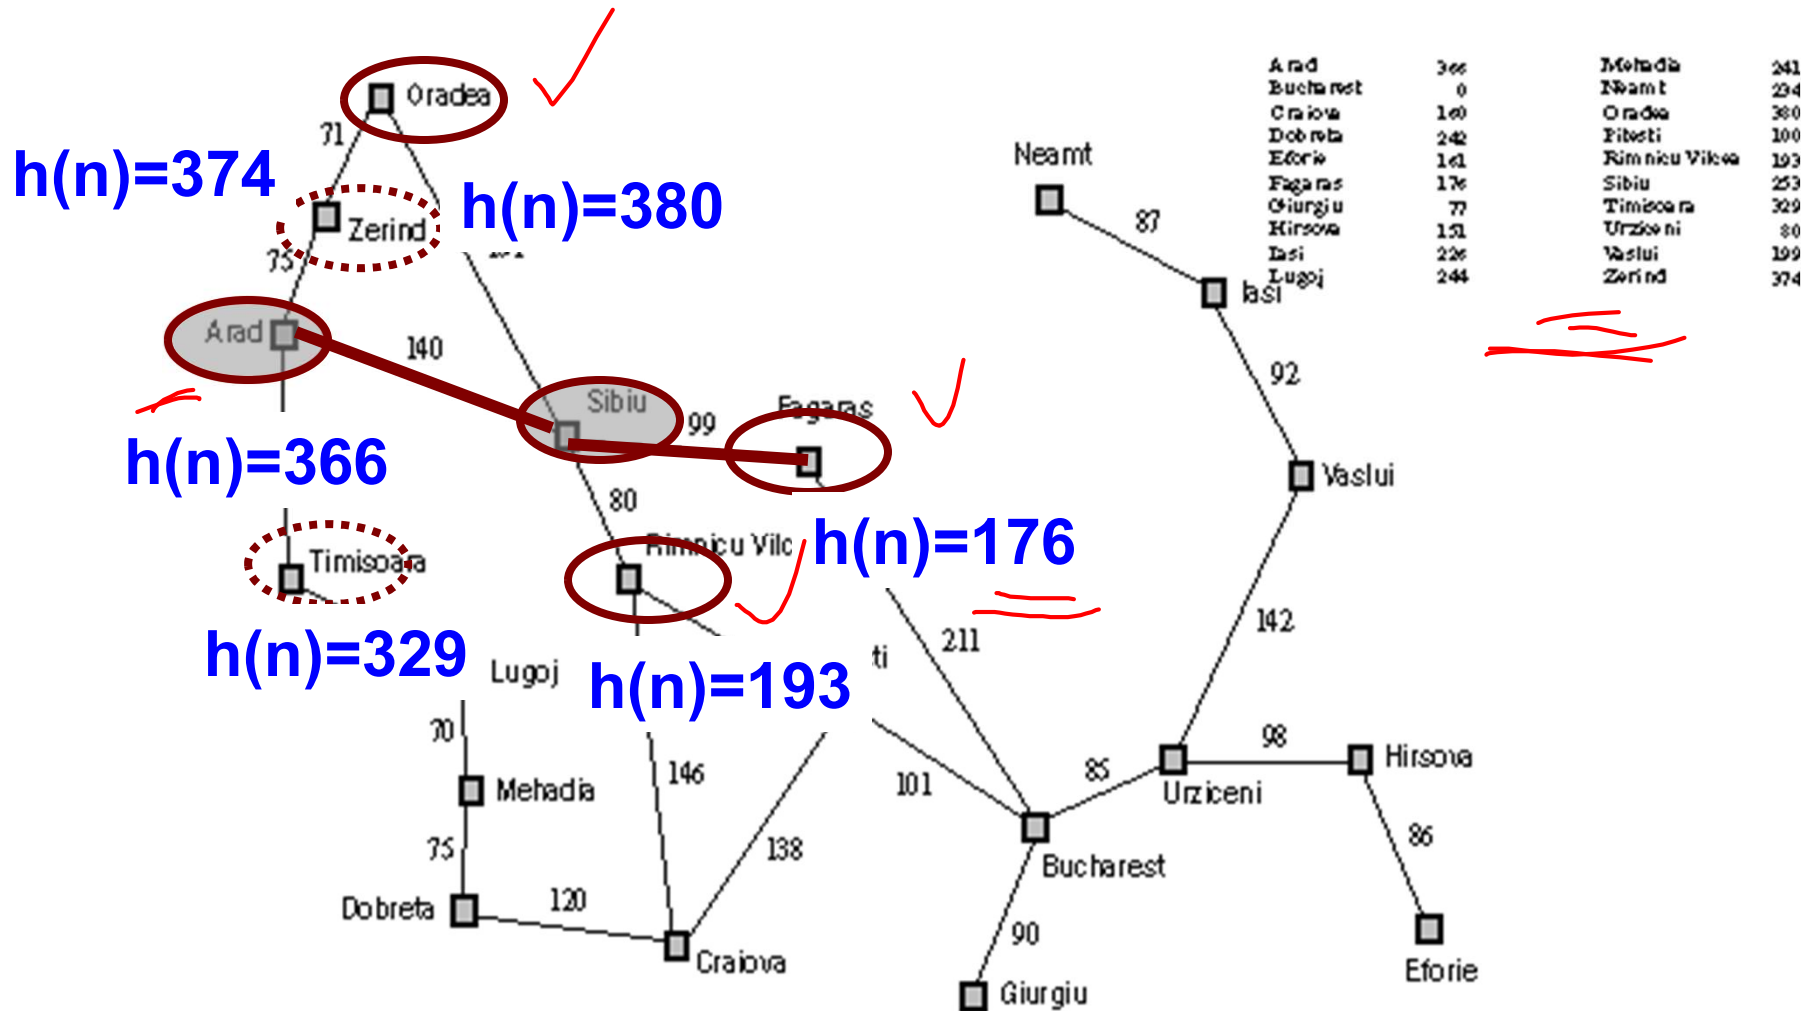 Oradea
71
h(n)=374
h(n)=380
Zerind
75
Arad
140
Sibiu
99
Fagaras
h(n)=366
80
Timisoara
h(n)=176
h(n)=329
Lugoj
h(n)=193
ti
211
70
146
101
Mehadia
75
138
Dobreta
120
Craiova
Neamt
87
Iasi
92
Vaslui
142
98
Hirsova
85
Urziceni
86
Bucharest
90
Giurgiu
Eforie
Arad 366 Mehadia 241
Bucharest 0 Neamt 234
Craiova 160 Oradea 380
Dobreta 242 Pitesti 100
Eforie 161 Rimnicu Vilcea 193
Fagaras 176 Sibiu 253
Giurgiu 77 Timisoara 329
Hirsova 151 Urziceni 80
Iasi 226 Vaslui 199
Lugoj 244 Zerind 374